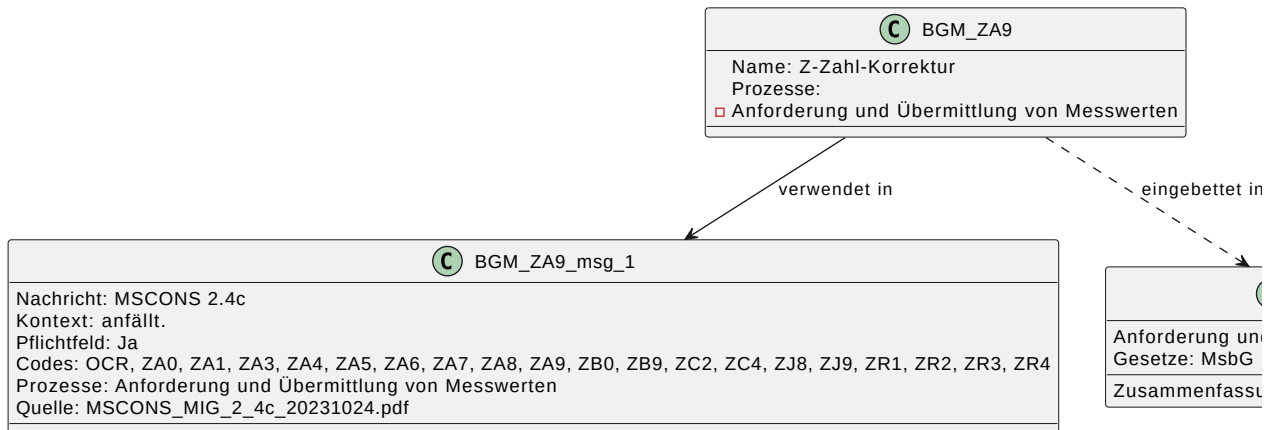 C BGM_ZA9
Name: Z-Zahl-Korrektur
Prozesse:
Anforderung und Übermittlung von Messwerten
verwendet in
eingebettet in
C BGM_ZA9_msg_1
Nachricht: MSCONS 2.4c
Kontext: anfällt.
Pflichtfeld: Ja
Codes: OCR, ZA0, ZA1, ZA3, ZA4, ZA5, ZA6, ZA7, ZA8, ZA9, ZB0, ZB9, ZC2, ZC4, ZJ8, ZJ9, ZR1, ZR2, ZR3, ZR4
Prozesse: Anforderung und Übermittlung von Messwerten
Quelle: MSCONS_MIG_2_4c_20231024.pdf
Anforderung
Gesetze: MsbG